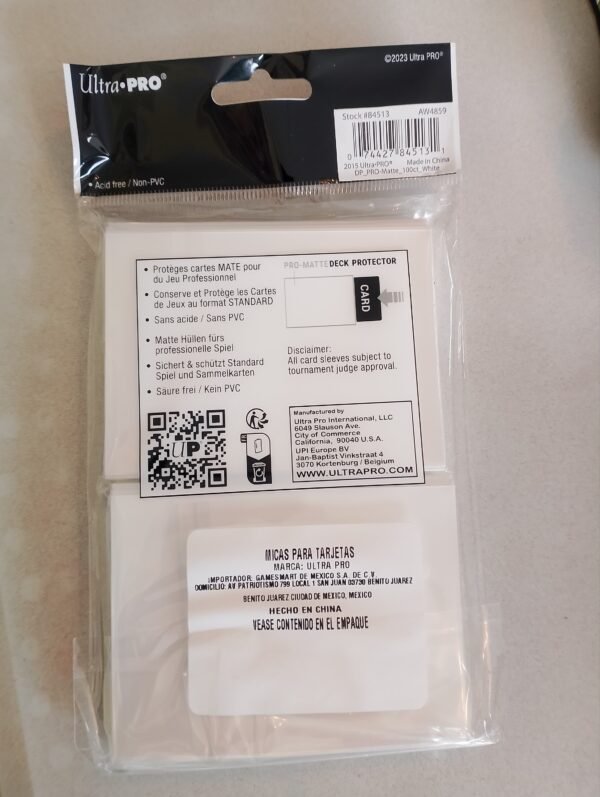 Ultra•PRO®
©2023 Ultra PRO®
Stock #84513 AW4859
0 74427 84513 1
2015 Ultra•PRO® Made in China
DP_PRO-Matte_100ct_White
• Acid free / Non-PVC
• Protèges cartes MATE pour
du Jeu Professionnel
• Conserve et Protège les Cartes
de Jeux au format STANDARD
• Sans acide / Sans PVC
• Matte Hüllen fürs
professionelle Spiel
• Sichert & schützt Standard
Spiel und Sammelkarten
• Säure frei / Kein PVC
PRO-MATTE DECK PROTECTOR
CARD
Disclaimer:
All card sleeves subject to
tournament judge approval.
UP
Manufactured by
Ultra Pro International, LLC
6049 Slauson Ave.
City of Commerce
California, 90040 U.S.A.
UPI Europe BV
Jan-Baptist Vinkstraat 4
3070 Kortenburg / Belgium
WWW.ULTRAPRO.COM
MICAS PARA TARJETAS
MARCA: ULTRA PRO
IMPORTADOR: GAMESMART DE MEXICO S.A. DE C.V.
DOMICILIO: AV PATRIOTISMO 799 LOCAL 1 SAN JUAN 03730 BENITO JUAREZ
BENITO JUAREZ CIUDAD DE MEXICO, MEXICO
HECHO EN CHINA
VEASE CONTENIDO EN EL EMPAQUE